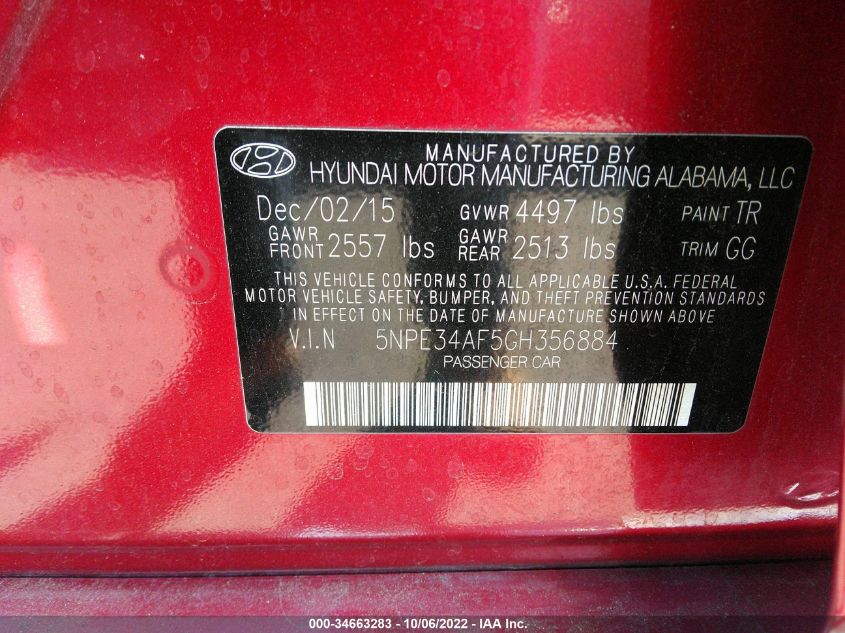 MANUFACTURED BY
HYUNDAI MOTOR MANUFACTURING ALABAMA, LLC
Dec/02/15 GVWR 4497 lbs PAINT TR
GAWR FRONT 2557 lbs GAWR REAR 2513 lbs TRIM GG
THIS VEHICLE CONFORMS TO ALL APPLICABLE U.S.A. FEDERAL
MOTOR VEHICLE SAFETY, BUMPER, AND THEFT PREVENTION STANDARDS
IN EFFECT ON THE DATE OF MANUFACTURE SHOWN ABOVE
V.I.N 5NPE34AF5GH356884
PASSENGER CAR
000-34663283 - 10/06/2022 - IAA Inc.